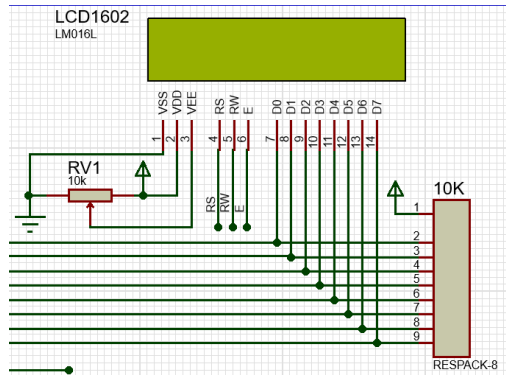 LCD1602
LM016L
VSS VDD VEE RS RW E D0 D1 D2 D3 D4 D5 D6 D7
1 2 3 4 5 6 7 8 9 10 11 12 13 14
RV1
10k
RS RW E
10K
1
2
3
4
5
6
7
8
9
RESPACK-8